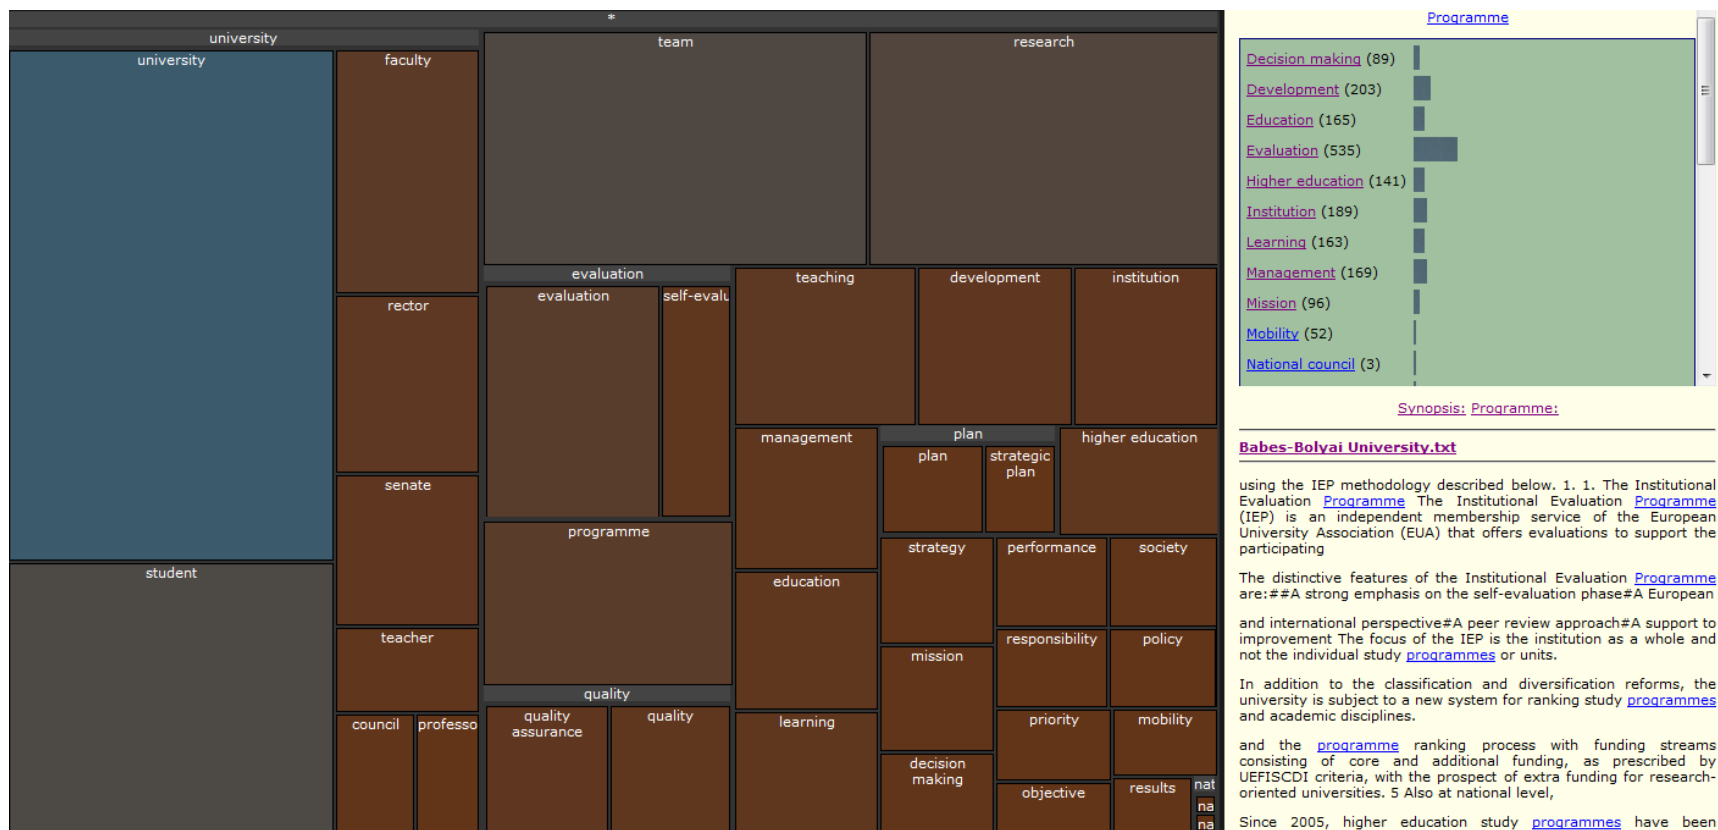 *
university
university
faculty
rector
senate
teacher
council
professo
student
team
research
evaluation
evaluation
self-evalu
programme
quality
quality
assurance
quality
teaching
development
institution
management
plan
plan
strategic
plan
higher education
education
learning
strategy
mission
decision
making
performance
society
responsibility
policy
priority
mobility
objective
results
nat
na
na
Programme
Decision making (89)
Development (203)
Education (165)
Evaluation (535)
Higher education (141)
Institution (189)
Learning (163)
Management (169)
Mission (96)
Mobility (52)
National council (3)
Synopsis: Programme:
Babes-Bolyai University.txt
using the IEP methodology described below. 1. 1. The Institutional
Evaluation Programme The Institutional Evaluation Programme
(IEP) is an independent membership service of the European
University Association (EUA) that offers evaluations to support the
participating
The distinctive features of the Institutional Evaluation Programme
are:##A strong emphasis on the self-evaluation phase#A European
and international perspective#A peer review approach#A support to
improvement The focus of the IEP is the institution as a whole and
not the individual study programmes or units.
In addition to the classification and diversification reforms, the
university is subject to a new system for ranking study programmes
and academic disciplines.
and the programme ranking process with funding streams
consisting of core and additional funding, as prescribed by
UEFISCDI criteria, with the prospect of extra funding for research-
oriented universities. 5 Also at national level,
Since 2005, higher education study programmes have been